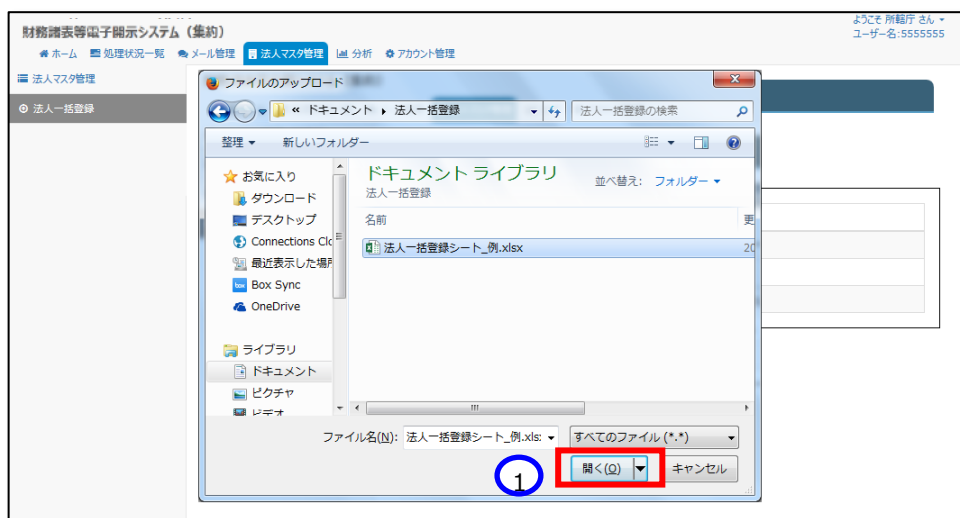 ようこそ 所轄庁 さん
財務諸表等電子開示システム（集約）
ユーザー名:5555555
ホーム 処理状況一覧 メール管理 法人マスタ管理 分析 アカウント管理
法人マスタ管理
法人一括登録
ファイルのアップロード
« ドキュメント 法人一括登録 法人一括登録の検索
整理 新しいフォルダー
お気に入り
ダウンロード
デスクトップ
Connections Clo
最近表示した場所
Box Sync
OneDrive
ライブラリ
ドキュメント
ピクチャ
ビデオ
ドキュメント ライブラリ
法人一括登録
並べ替え: フォルダー
名前 更
法人一括登録シート_例.xlsx 20
ファイル名(N): 法人一括登録シート_例.xls: すべてのファイル (*.*)
1 開く(O) キャンセル